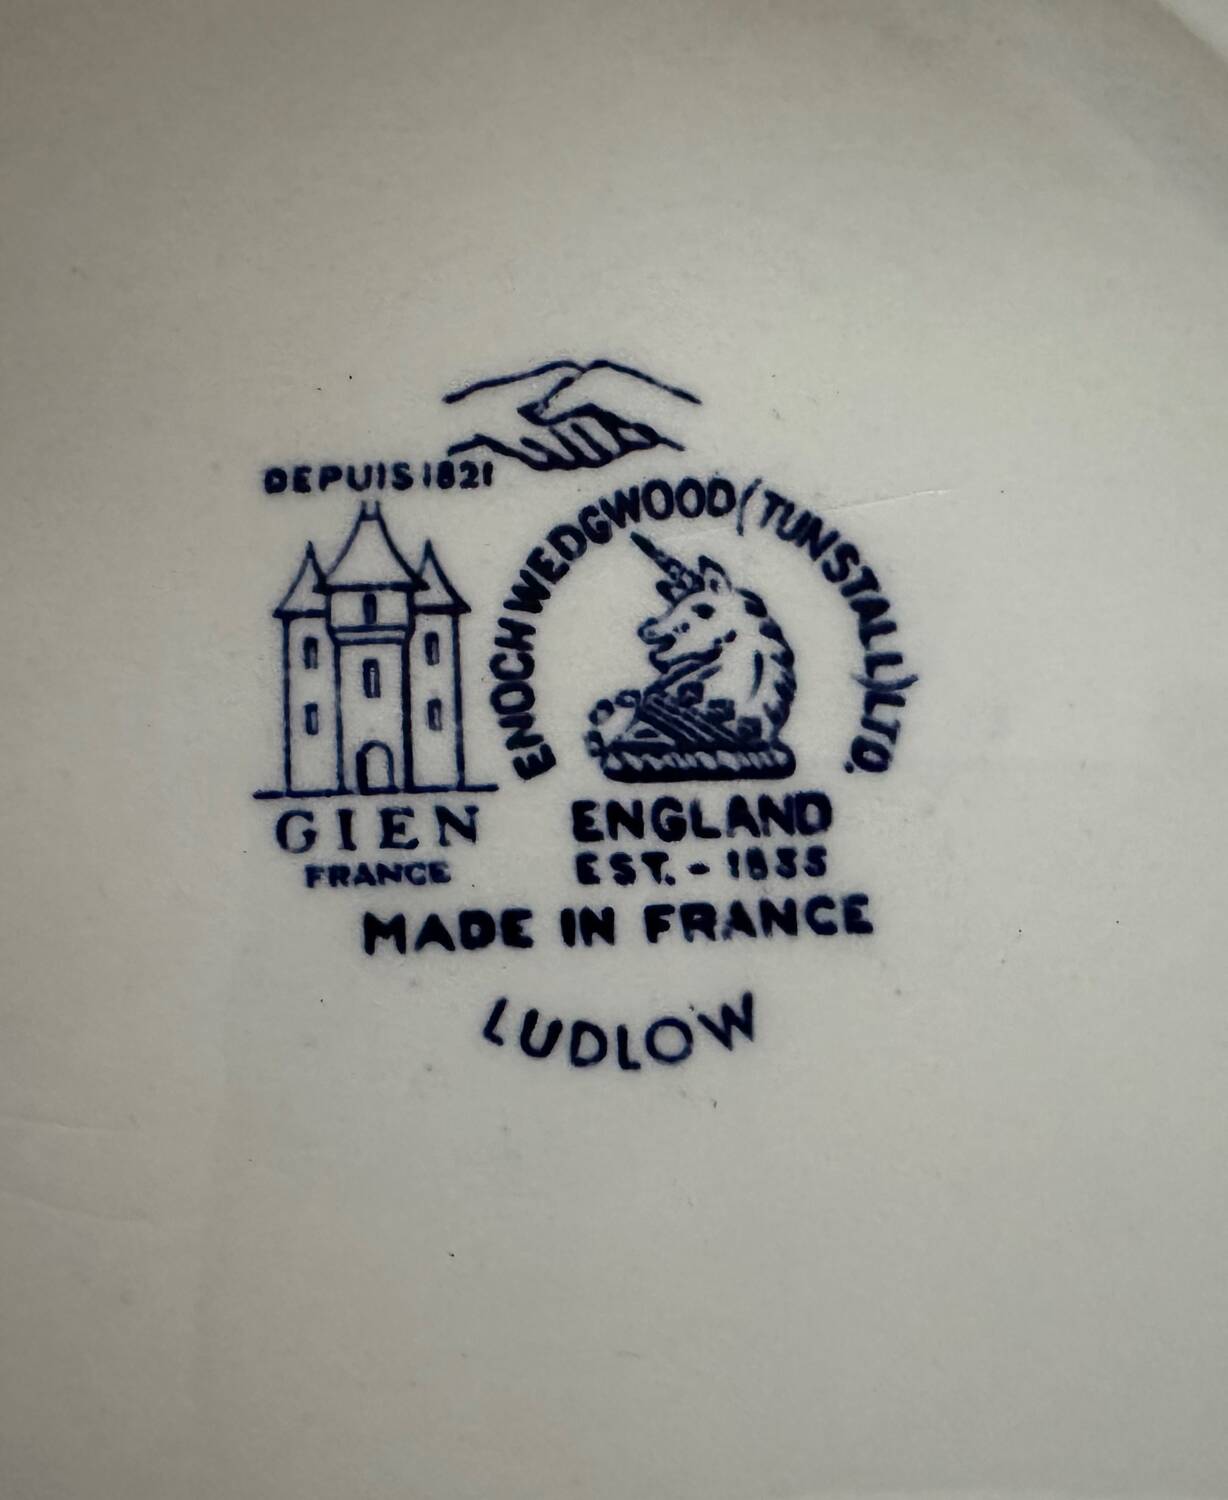 DEPUIS 1821
GIEN
FRANCE
ENOCH WEDGWOOD (TUNSTALL) LTD.
ENGLAND
EST. - 1835
MADE IN FRANCE
LUDLOW